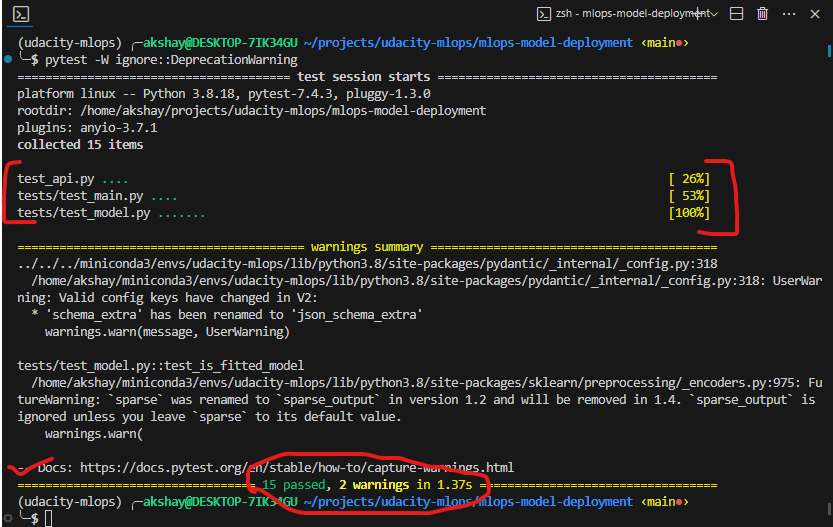 zsh - mlops-model-deployment
(udacity-mlops) ╭─akshay@DESKTOP-7IK34GU ~/projects/udacity-mlops/mlops-model-deployment ‹main●›
╰─$ pytest -W ignore::DeprecationWarning
======================================= test session starts ========================================
platform linux -- Python 3.8.18, pytest-7.4.3, pluggy-1.3.0
rootdir: /home/akshay/projects/udacity-mlops/mlops-model-deployment
plugins: anyio-3.7.1
collected 15 items
test_api.py .... [ 26%]
tests/test_main.py .... [ 53%]
tests/test_model.py ....... [100%]
========================================= warnings summary =========================================
../../../miniconda3/envs/udacity-mlops/lib/python3.8/site-packages/pydantic/_internal/_config.py:318
/home/akshay/miniconda3/envs/udacity-mlops/lib/python3.8/site-packages/pydantic/_internal/_config.py:318: UserWar
ning: Valid config keys have changed in V2:
* 'schema_extra' has been renamed to 'json_schema_extra'
warnings.warn(message, UserWarning)
tests/test_model.py::test_is_fitted_model
/home/akshay/miniconda3/envs/udacity-mlops/lib/python3.8/site-packages/sklearn/preprocessing/_encoders.py:975: Fu
tureWarning: `sparse` was renamed to `sparse_output` in version 1.2 and will be removed in 1.4. `sparse_output` is
ignored unless you leave `sparse` to its default value.
warnings.warn(
-- Docs: https://docs.pytest.org/en/stable/how-to/capture-warnings.html
================================== 15 passed, 2 warnings in 1.37s ==================================
(udacity-mlops) ╭─akshay@DESKTOP-7IK34GU ~/projects/udacity-mlops/mlops-model-deployment ‹main●›
╰─$